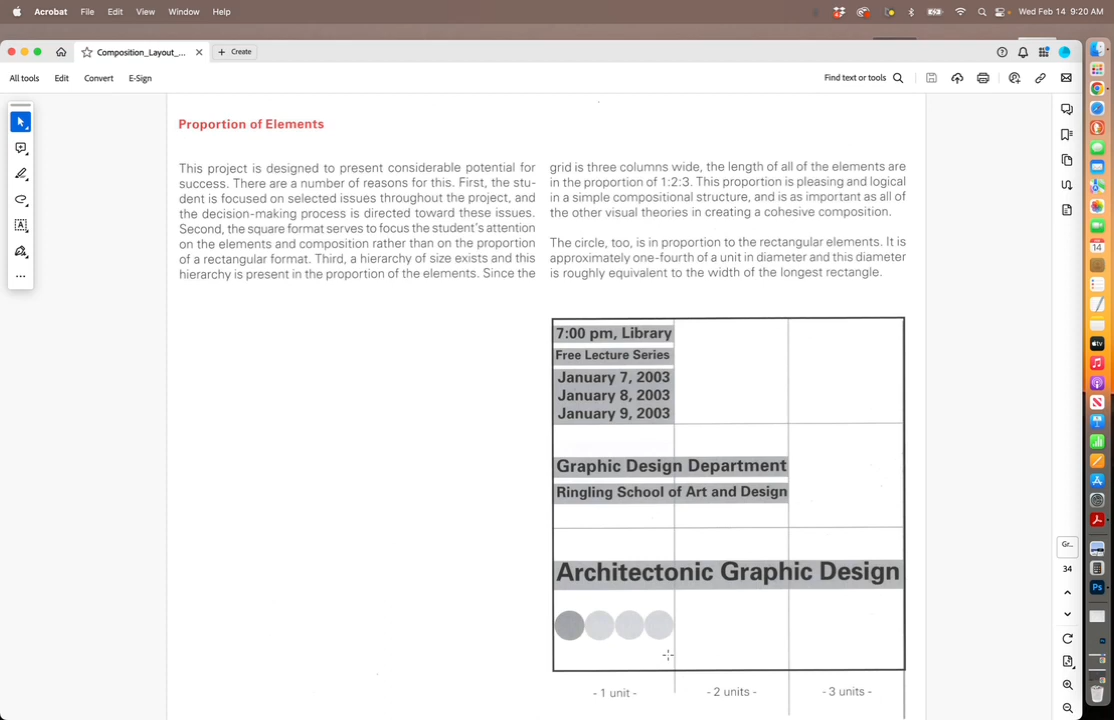 Acrobat File Edit View Window Help
Wed Feb 14 9:20 AM
Composition_Layout_... Create
All tools Edit Convert E-Sign
Find text or tools
Proportion of Elements
This project is designed to present considerable potential for
success. There are a number of reasons for this. First, the stu-
dent is focused on selected issues throughout the project, and
the decision-making process is directed toward these issues.
Second, the square format serves to focus the student's attention
on the elements and composition rather than on the proportion
of a rectangular format. Third, a hierarchy of size exists and this
hierarchy is present in the proportion of the elements. Since the
grid is three columns wide, the length of all of the elements are
in the proportion of 1:2:3. This proportion is pleasing and logical
in a simple compositional structure, and is as important as all of
the other visual theories in creating a cohesive composition.
The circle, too, is in proportion to the rectangular elements. It is
approximately one-fourth of a unit in diameter and this diameter
is roughly equivalent to the width of the longest rectangle.
7:00 pm, Library
Free Lecture Series
January 7, 2003
January 8, 2003
January 9, 2003
Graphic Design Department
Ringling School of Art and Design
Architectonic Graphic Design
- 1 unit - - 2 units - - 3 units -
Gr...
34